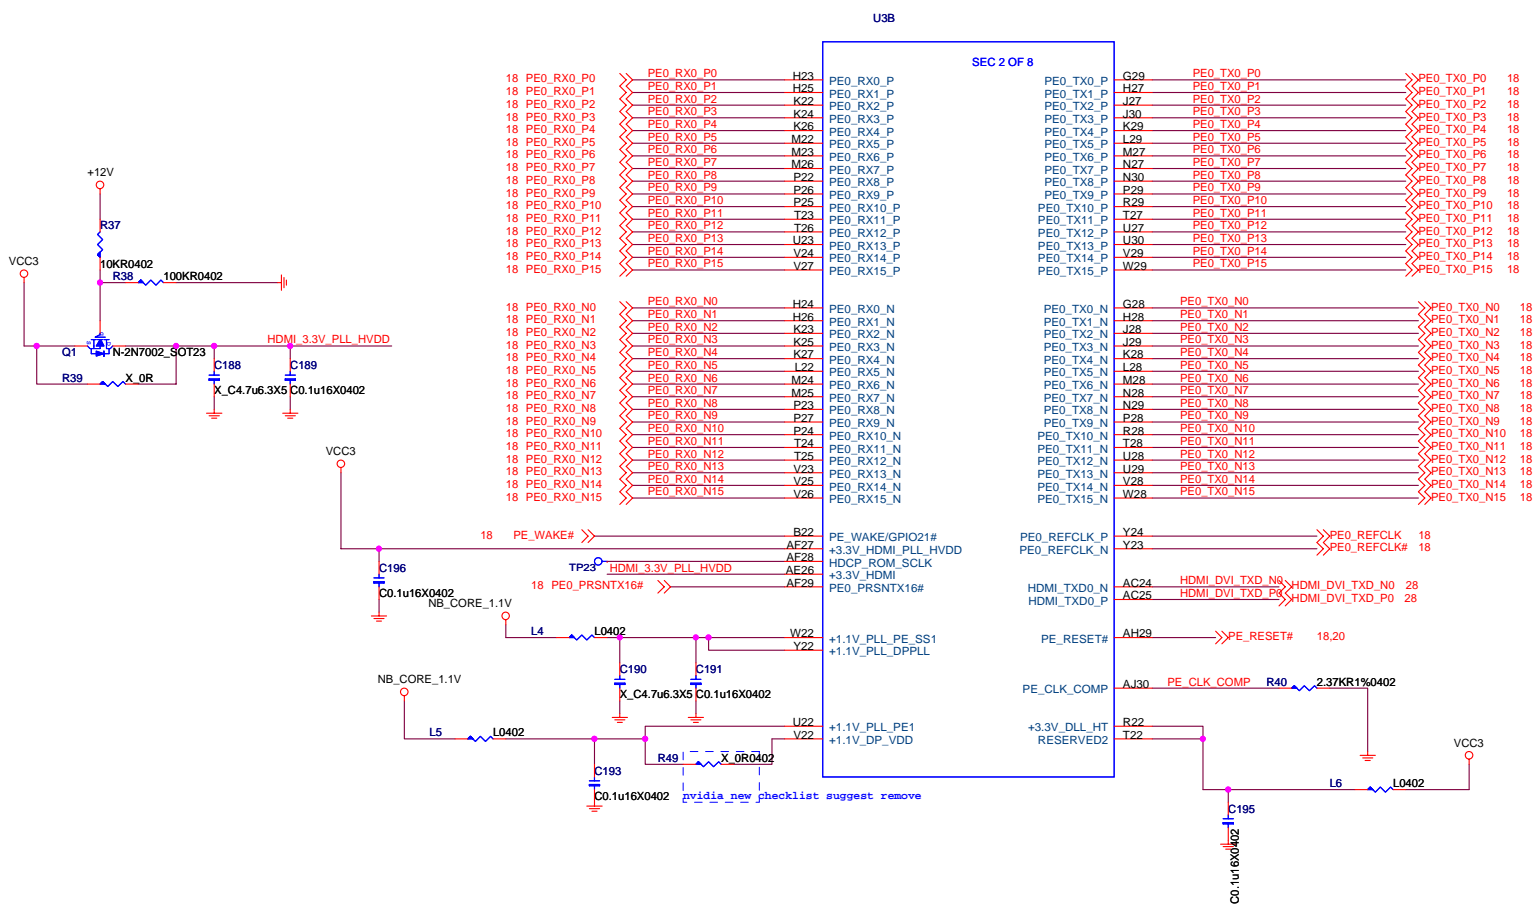 U3B
SEC 2 OF 8
18 PE0_RX0_P0 PE0_RX0_P0 H23 PE0_RX0_P PE0_TX0_P G29 PE0_TX0_P0 PE0_TX0_P0 18
18 PE0_RX0_P1 PE0_RX0_P1 H25 PE0_RX1_P PE0_TX1_P H27 PE0_TX0_P1 PE0_TX0_P1 18
18 PE0_RX0_P2 PE0_RX0_P2 K22 PE0_RX2_P PE0_TX2_P J27 PE0_TX0_P2 PE0_TX0_P2 18
18 PE0_RX0_P3 PE0_RX0_P3 K24 PE0_RX3_P PE0_TX3_P J30 PE0_TX0_P3 PE0_TX0_P3 18
18 PE0_RX0_P4 PE0_RX0_P4 K26 PE0_RX4_P PE0_TX4_P K29 PE0_TX0_P4 PE0_TX0_P4 18
18 PE0_RX0_P5 PE0_RX0_P5 M22 PE0_RX5_P PE0_TX5_P L29 PE0_TX0_P5 PE0_TX0_P5 18
18 PE0_RX0_P6 PE0_RX0_P6 M23 PE0_RX6_P PE0_TX6_P M27 PE0_TX0_P6 PE0_TX0_P6 18
18 PE0_RX0_P7 PE0_RX0_P7 M26 PE0_RX7_P PE0_TX7_P N27 PE0_TX0_P7 PE0_TX0_P7 18
18 PE0_RX0_P8 PE0_RX0_P8 P22 PE0_RX8_P PE0_TX8_P N30 PE0_TX0_P8 PE0_TX0_P8 18
18 PE0_RX0_P9 PE0_RX0_P9 P26 PE0_RX9_P PE0_TX9_P P29 PE0_TX0_P9 PE0_TX0_P9 18
18 PE0_RX0_P10 PE0_RX0_P10 P25 PE0_RX10_P PE0_TX10_P R29 PE0_TX0_P10 PE0_TX0_P10 18
18 PE0_RX0_P11 PE0_RX0_P11 T23 PE0_RX11_P PE0_TX11_P T27 PE0_TX0_P11 PE0_TX0_P11 18
18 PE0_RX0_P12 PE0_RX0_P12 T26 PE0_RX12_P PE0_TX12_P U27 PE0_TX0_P12 PE0_TX0_P12 18
18 PE0_RX0_P13 PE0_RX0_P13 U23 PE0_RX13_P PE0_TX13_P U30 PE0_TX0_P13 PE0_TX0_P13 18
18 PE0_RX0_P14 PE0_RX0_P14 V24 PE0_RX14_P PE0_TX14_P V29 PE0_TX0_P14 PE0_TX0_P14 18
18 PE0_RX0_P15 PE0_RX0_P15 V27 PE0_RX15_P PE0_TX15_P W29 PE0_TX0_P15 PE0_TX0_P15 18
18 PE0_RX0_N0 PE0_RX0_N0 H24 PE0_RX0_N PE0_TX0_N G28 PE0_TX0_N0 PE0_TX0_N0 18
18 PE0_RX0_N1 PE0_RX0_N1 H26 PE0_RX1_N PE0_TX1_N H28 PE0_TX0_N1 PE0_TX0_N1 18
18 PE0_RX0_N2 PE0_RX0_N2 K23 PE0_RX2_N PE0_TX2_N J28 PE0_TX0_N2 PE0_TX0_N2 18
18 PE0_RX0_N3 PE0_RX0_N3 K25 PE0_RX3_N PE0_TX3_N J29 PE0_TX0_N3 PE0_TX0_N3 18
18 PE0_RX0_N4 PE0_RX0_N4 K27 PE0_RX4_N PE0_TX4_N K28 PE0_TX0_N4 PE0_TX0_N4 18
18 PE0_RX0_N5 PE0_RX0_N5 L22 PE0_RX5_N PE0_TX5_N L28 PE0_TX0_N5 PE0_TX0_N5 18
18 PE0_RX0_N6 PE0_RX0_N6 M24 PE0_RX6_N PE0_TX6_N M28 PE0_TX0_N6 PE0_TX0_N6 18
18 PE0_RX0_N7 PE0_RX0_N7 M25 PE0_RX7_N PE0_TX7_N N28 PE0_TX0_N7 PE0_TX0_N7 18
18 PE0_RX0_N8 PE0_RX0_N8 P23 PE0_RX8_N PE0_TX8_N N29 PE0_TX0_N8 PE0_TX0_N8 18
18 PE0_RX0_N9 PE0_RX0_N9 P27 PE0_RX9_N PE0_TX9_N P28 PE0_TX0_N9 PE0_TX0_N9 18
18 PE0_RX0_N10 PE0_RX0_N10 P24 PE0_RX10_N PE0_TX10_N R28 PE0_TX0_N10 PE0_TX0_N10 18
18 PE0_RX0_N11 PE0_RX0_N11 T24 PE0_RX11_N PE0_TX11_N T28 PE0_TX0_N11 PE0_TX0_N11 18
18 PE0_RX0_N12 PE0_RX0_N12 T25 PE0_RX12_N PE0_TX12_N U28 PE0_TX0_N12 PE0_TX0_N12 18
18 PE0_RX0_N13 PE0_RX0_N13 V23 PE0_RX13_N PE0_TX13_N U29 PE0_TX0_N13 PE0_TX0_N13 18
18 PE0_RX0_N14 PE0_RX0_N14 V25 PE0_RX14_N PE0_TX14_N V28 PE0_TX0_N14 PE0_TX0_N14 18
18 PE0_RX0_N15 PE0_RX0_N15 V26 PE0_RX15_N PE0_TX15_N W28 PE0_TX0_N15 PE0_TX0_N15 18
18 PE_WAKE# B22 PE_WAKE/GPIO21# PE0_REFCLK_P Y24 PE0_REFCLK 18
AF27 +3.3V_HDMI_PLL_HVDD PE0_REFCLK_N Y23 PE0_REFCLK# 18
TP23 AF28 HDCP_ROM_SCLK
HDMI_3.3V_PLL_HVDD AE26 +3.3V_HDMI
18 PE0_PRSNTX16# AF29 PE0_PRSNTX16# HDMI_TXD0_N AC24 HDMI_DVI_TXD_N0 HDMI_DVI_TXD_N0 28
HDMI_TXD0_P AC25 HDMI_DVI_TXD_P0 HDMI_DVI_TXD_P0 28
W22 +1.1V_PLL_PE_SS1 PE_RESET# AH29 PE_RESET# 18,20
Y22 +1.1V_PLL_DPPLL
PE_CLK_COMP AJ30 PE_CLK_COMP R40 2.37KR1%0402
U22 +1.1V_PLL_PE1 +3.3V_DLL_HT R22
V22 +1.1V_DP_VDD RESERVED2 T22
+12V
R37
10KR0402
VCC3
R38 100KR0402
Q1 N-2N7002_SOT23
HDMI_3.3V_PLL_HVDD
R39 X_0R
C188
X_C4.7u6.3X5
C189
C0.1u16X0402
VCC3
C196
C0.1u16X0402
NB_CORE_1.1V
L4 L0402
C190
X_C4.7u6.3X5
C191
C0.1u16X0402
NB_CORE_1.1V
L5 L0402
C193
C0.1u16X0402
R49 X_0R0402
nvidia new checklist suggest remove
VCC3
L6 L0402
C195
C0.1u16X0402